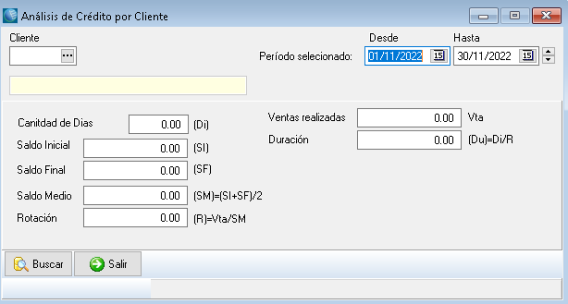 Análisis de Crédito por Cliente
Cliente Desde Hasta
... Período selecionado: 01/11/2022 15 30/11/2022 15
Canitdad de Dias 0.00 (Di) Ventas realizadas 0.00 Vta
Saldo Inicial 0.00 (SI) Duración 0.00 (Du)=Di/R
Saldo Final 0.00 (SF)
Saldo Medio 0.00 (SM)=(SI+SF)/2
Rotación 0.00 (R)=Vta/SM
Buscar Salir